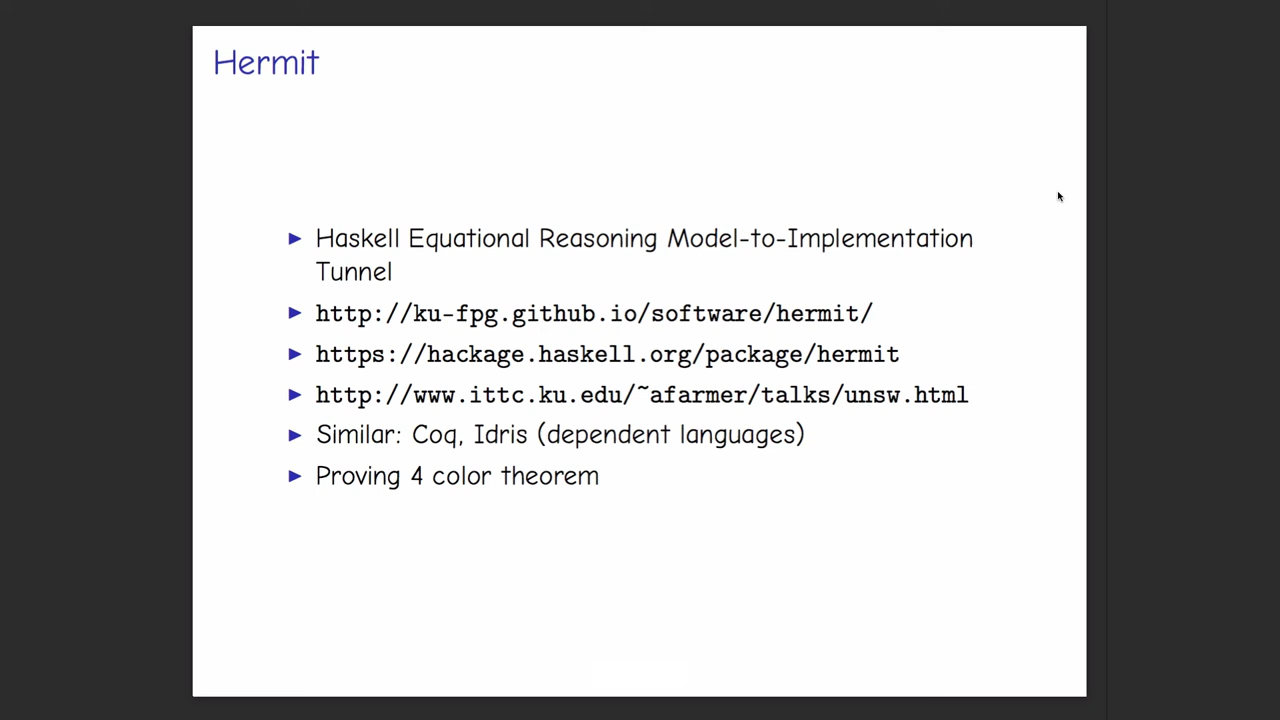 Hermit
Haskell Equational Reasoning Model-to-Implementation
Tunnel
http://ku-fpg.github.io/software/hermit/
https://hackage.haskell.org/package/hermit
http://www.ittc.ku.edu/~afarmer/talks/unsw.html
Similar: Coq, Idris (dependent languages)
Proving 4 color theorem